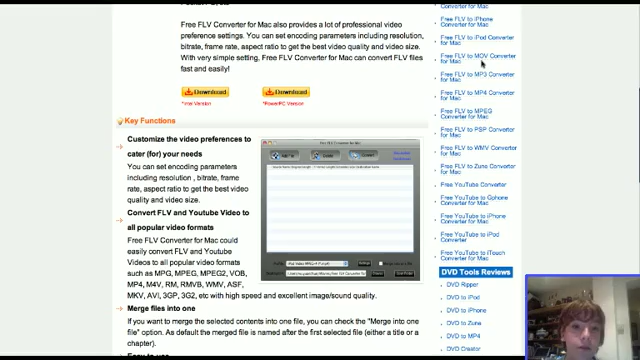 Free FLV Converter for Mac also provides a lot of professional video
preference settings. You can set encoding parameters including resolution,
bitrate, frame rate, aspect ratio to get the best video quality and video size.
With very simple setting, Free FLV Converter for Mac can convert FLV files
fast and easily!
Download
Download
*Intel Version
*PowerPC Version
Key Functions
Customize the video preferences to
cater (for) your needs
You can set encoding parameters
including resolution , bitrate, frame
rate, aspect ratio to get the best video
quality and video size.
Convert FLV and Youtube Video to
all popular video formats
Free FLV Converter for Mac could
easily convert FLV and Youtube
Videos to all popular video formats
such as MPG, MPEG, MPEG2, VOB,
MP4, M4V, RM, RMVB, WMV, ASF,
MKV, AVI, 3GP, 3G2, etc with high speed and excellent image/sound quality.
Merge files into one
If you want to merge the selected contents into one file, you can check the "Merge into one
file" option. As default the merged file is named after the first selected file (either a title or a
chapter).
Converter for Mac
Free FLV to iPhone
Converter for Mac
Free FLV to iPod Converter
for Mac
Free FLV to MOV Converter
for Mac
Free FLV to MP3 Converter
for Mac
Free FLV to MP4 Converter
for Mac
Free FLV to MPEG
Converter for Mac
Free FLV to PSP Converter
for Mac
Free FLV to WMV Converter
for Mac
Free FLV to Zune Converter
for Mac
Free YouTube Converter
Free YouTube to Gphone
Converter for Mac
Free YouTube to iPhone
Converter for Mac
Free YouTube to iPod
Converter
Free YouTube to iTouch
Converter for Mac
DVD Tools Reviews
DVD Ripper
DVD to iPod
DVD to iPhone
DVD to Zune
DVD to MP4
DVD Creator